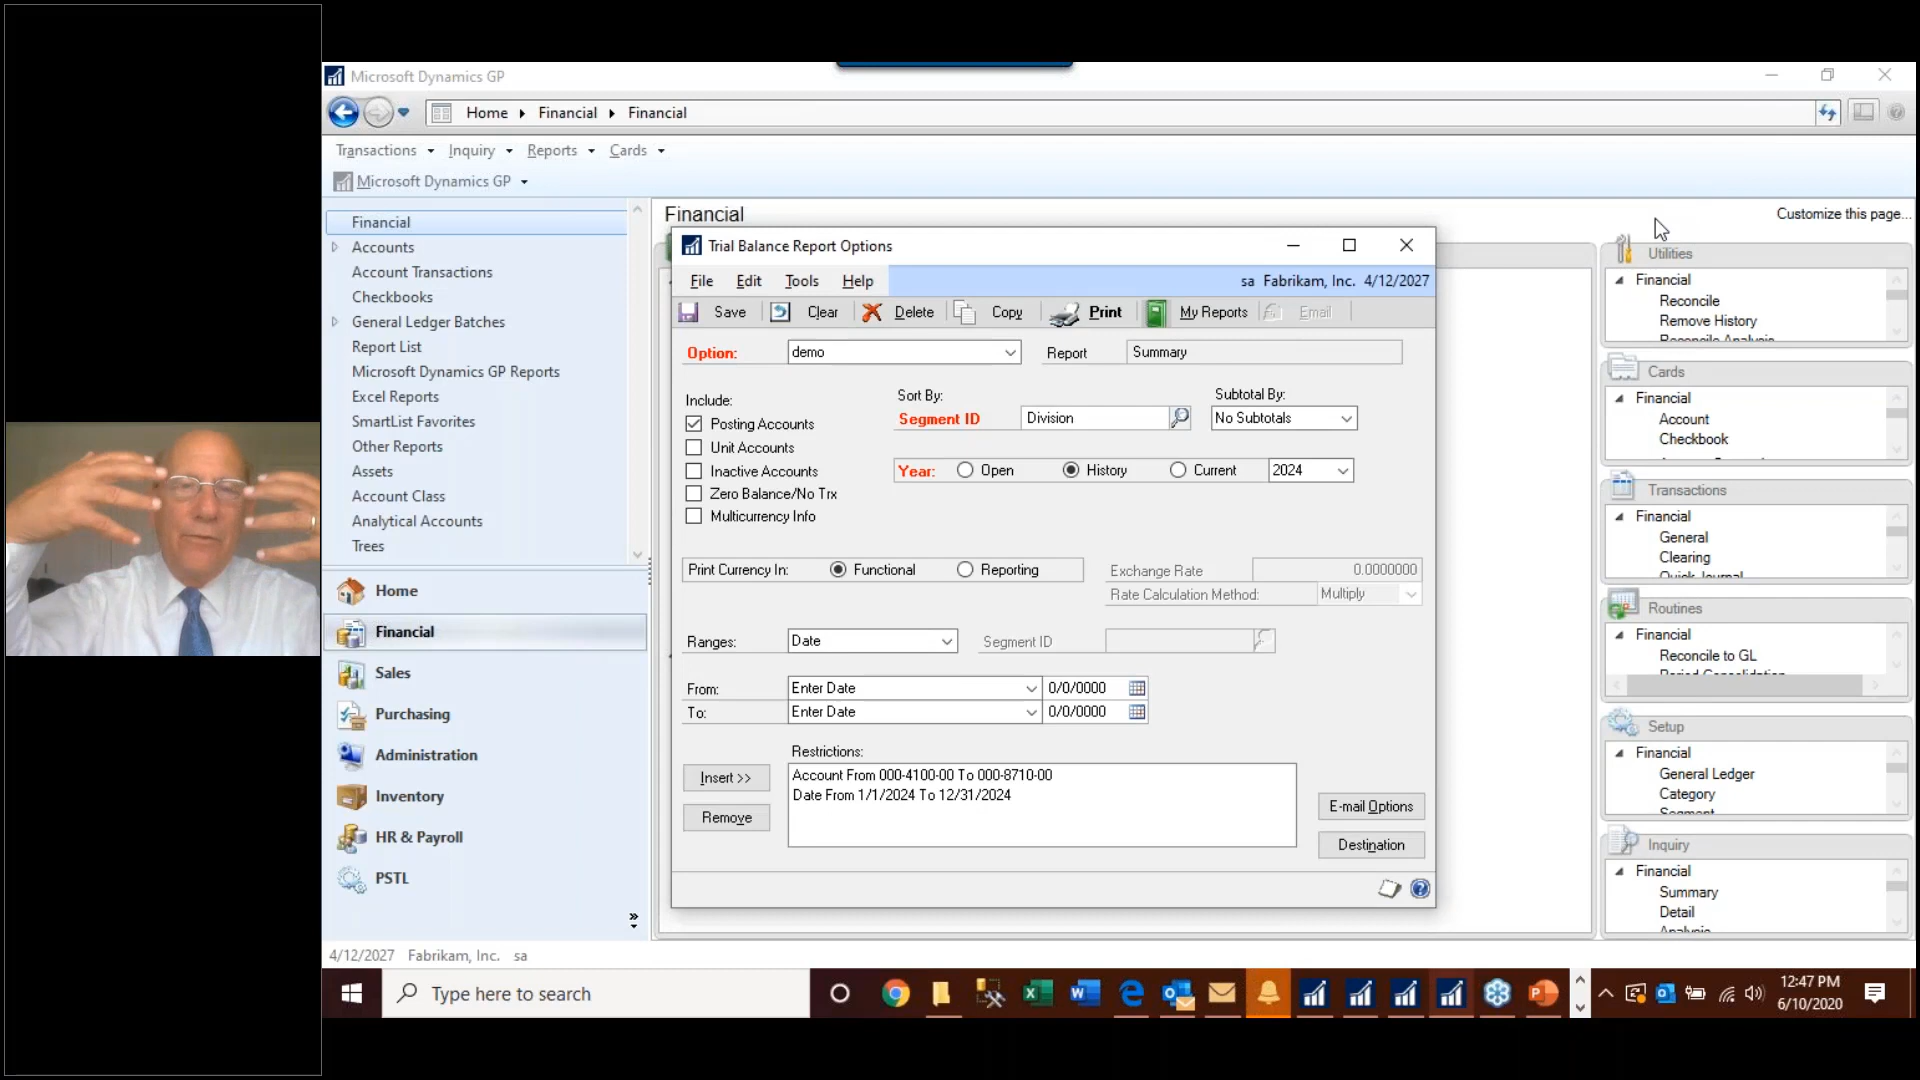 Microsoft Dynamics GP
Home Financial Financial
Transactions Inquiry Reports Cards
Microsoft Dynamics GP
Financial
Accounts
Account Transactions
Checkbooks
General Ledger Batches
Report List
Microsoft Dynamics GP Reports
Excel Reports
SmartList Favorites
Other Reports
Assets
Account Class
Analytical Accounts
Trees
Home
Financial
Sales
Purchasing
Administration
Inventory
HR & Payroll
PSTL
Financial
Customize this page...
Trial Balance Report Options
File Edit Tools Help
sa Fabrikam, Inc. 4/12/2027
Save Clear Delete Copy Print My Reports Email
Option: demo Report Summary
Include:
Posting Accounts
Unit Accounts
Inactive Accounts
Zero Balance/No Trx
Multicurrency Info
Sort By:
Segment ID Division
Subtotal By:
No Subtotals
Year: Open History Current 2024
Print Currency In: Functional Reporting
Exchange Rate 0.0000000
Rate Calculation Method: Multiply
Ranges: Date Segment ID
From: Enter Date 0/0/0000
To: Enter Date 0/0/0000
Restrictions:
Insert >>
Remove
Account From 000-4100-00 To 000-8710-00
Date From 1/1/2024 To 12/31/2024
E-mail Options
Destination
Utilities
Financial
Reconcile
Remove History
Reconcile Analysis
Cards
Financial
Account
Checkbook
Transactions
Financial
General
Clearing
Quick Journal
Routines
Financial
Reconcile to GL
Period Consolidation
Setup
Financial
General Ledger
Category
Segment
Inquiry
Financial
Summary
Detail
Analysis
4/12/2027 Fabrikam, Inc. sa
Type here to search
12:47 PM
6/10/2020